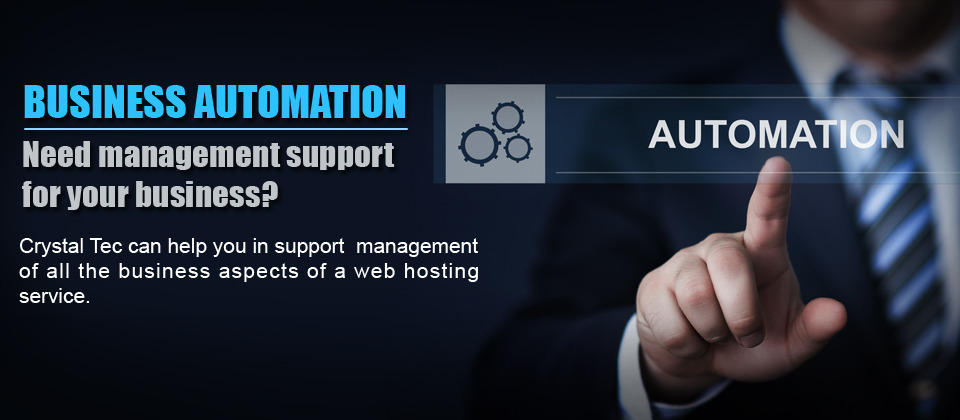 BUSINESS AUTOMATION
Need management support
for your business?
AUTOMATION
Crystal Tec can help you in support management
of all the business aspects of a web hosting
service.